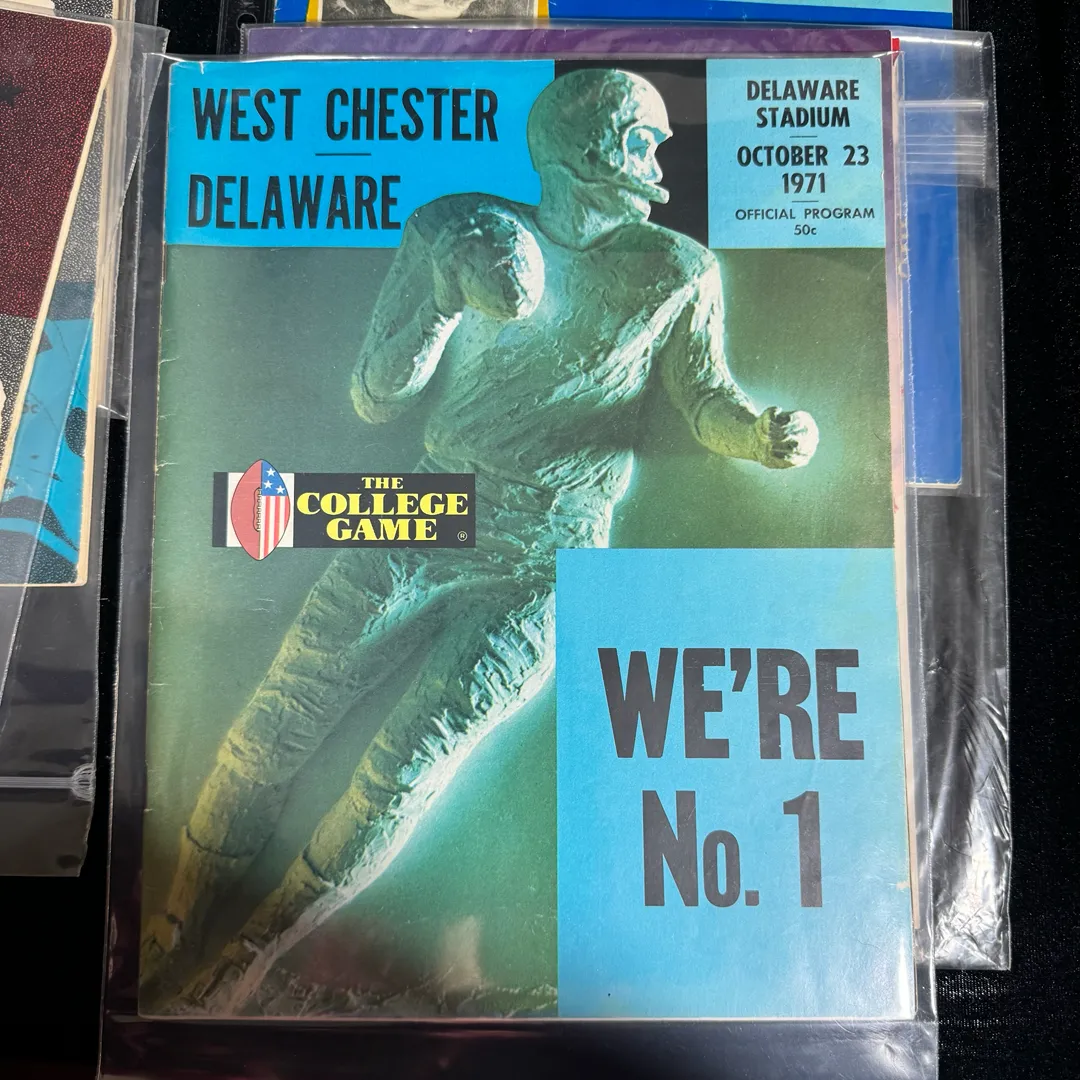 WEST CHESTER
DELAWARE
DELAWARE
STADIUM
OCTOBER 23
1971
OFFICIAL PROGRAM
50c
THE
COLLEGE
GAME
®
WE'RE
No. 1